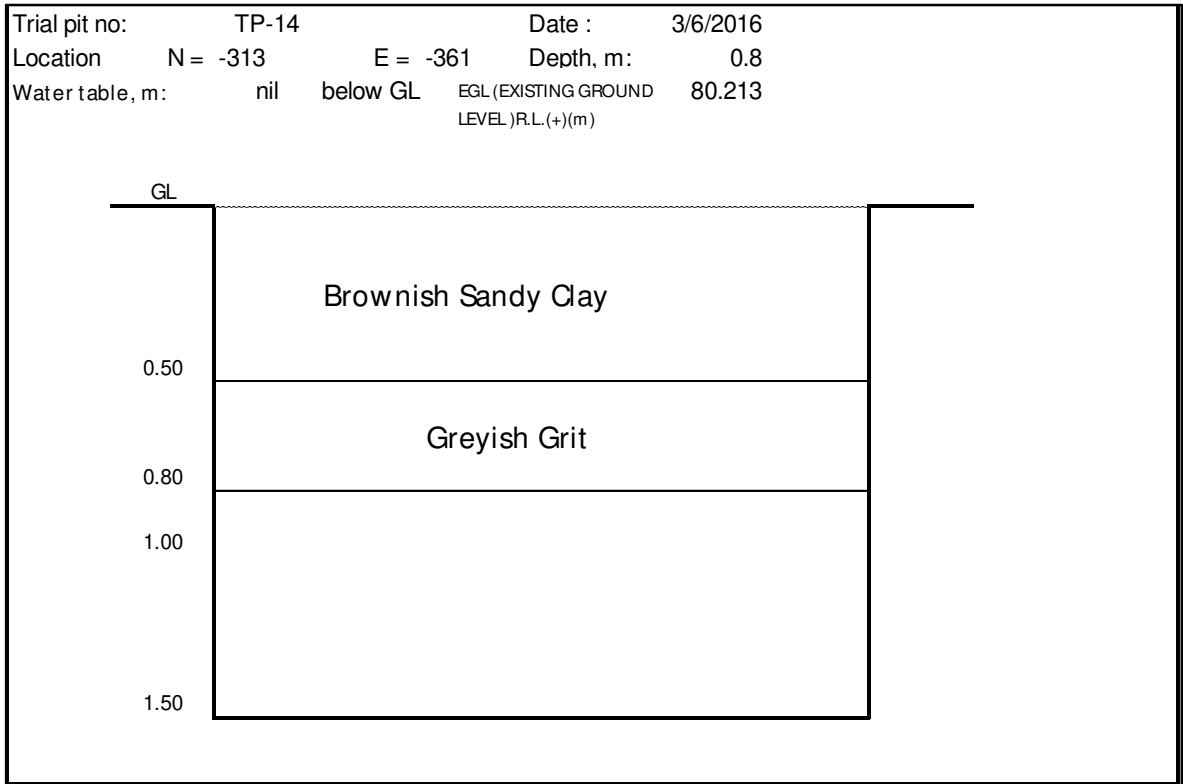 Trial pit no: TP-14 Date : 3/6/2016
Location N = -313 E = -361 Depth, m: 0.8
Water table, m: nil below GL EGL (EXISTING GROUND 80.213
LEVEL )R.L.(+)(m)
GL
Brownish Sandy Clay
0.50
Greyish Grit
0.80
1.00
1.50